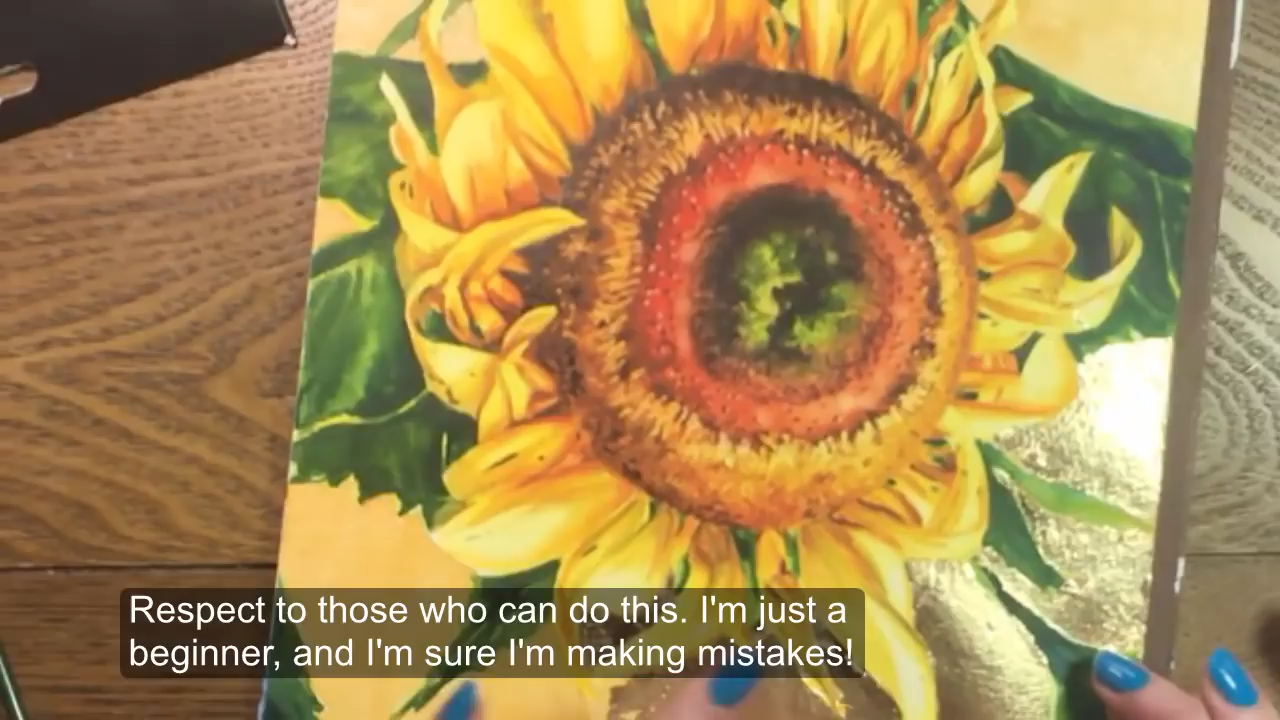 Respect to those who can do this. I'm just a
beginner, and I'm sure I'm making mistakes!